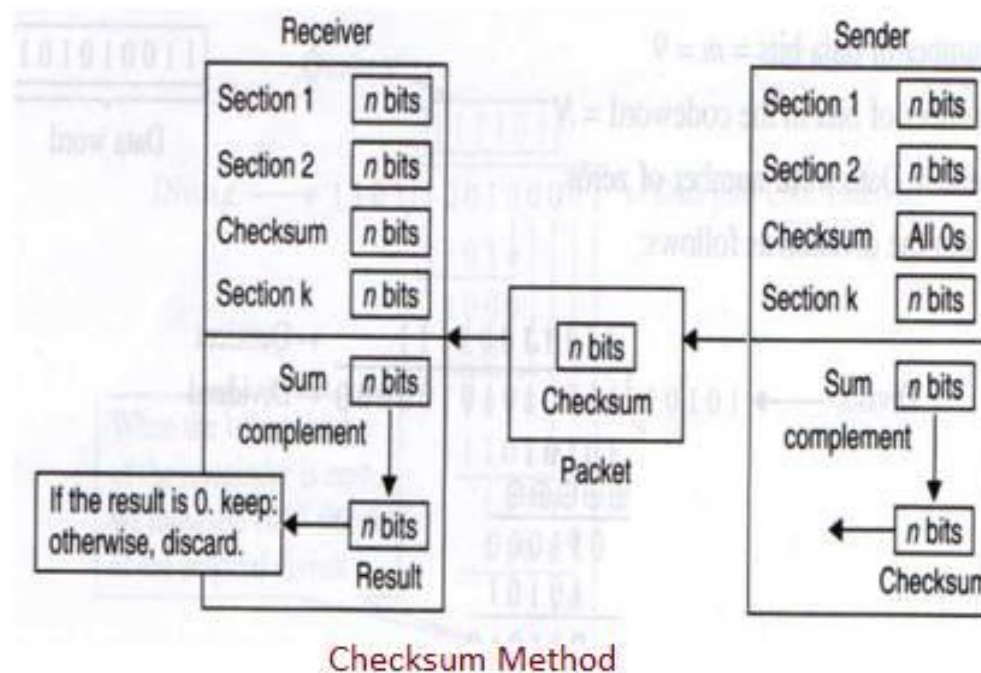 Receiver
Section 1 n bits
Section 2 n bits
Checksum n bits
Section k n bits
Sum n bits
complement
n bits
Result
If the result is 0. keep:
otherwise, discard.
n bits
Checksum
Packet
Sender
Section 1 n bits
Section 2 n bits
Checksum All 0s
Section k n bits
Sum n bits
complement
n bits
Checksum
Checksum Method